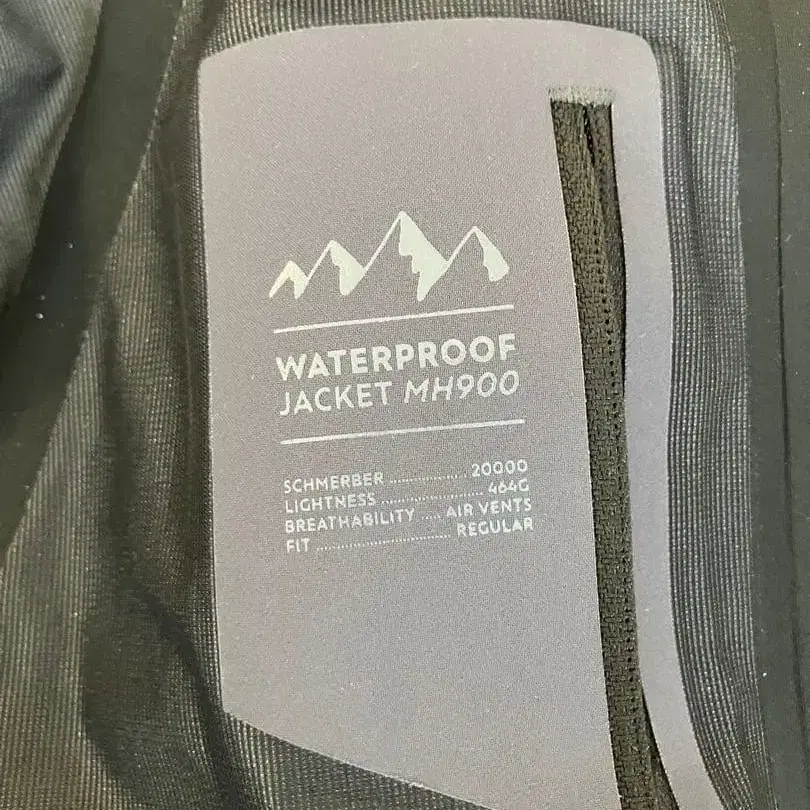 WATERPROOF
JACKET MH900
SCHMERBER .................... 20000
LIGHTNESS ........................ 464G
BREATHABILITY ..... AIR VENTS
FIT ................................ REGULAR